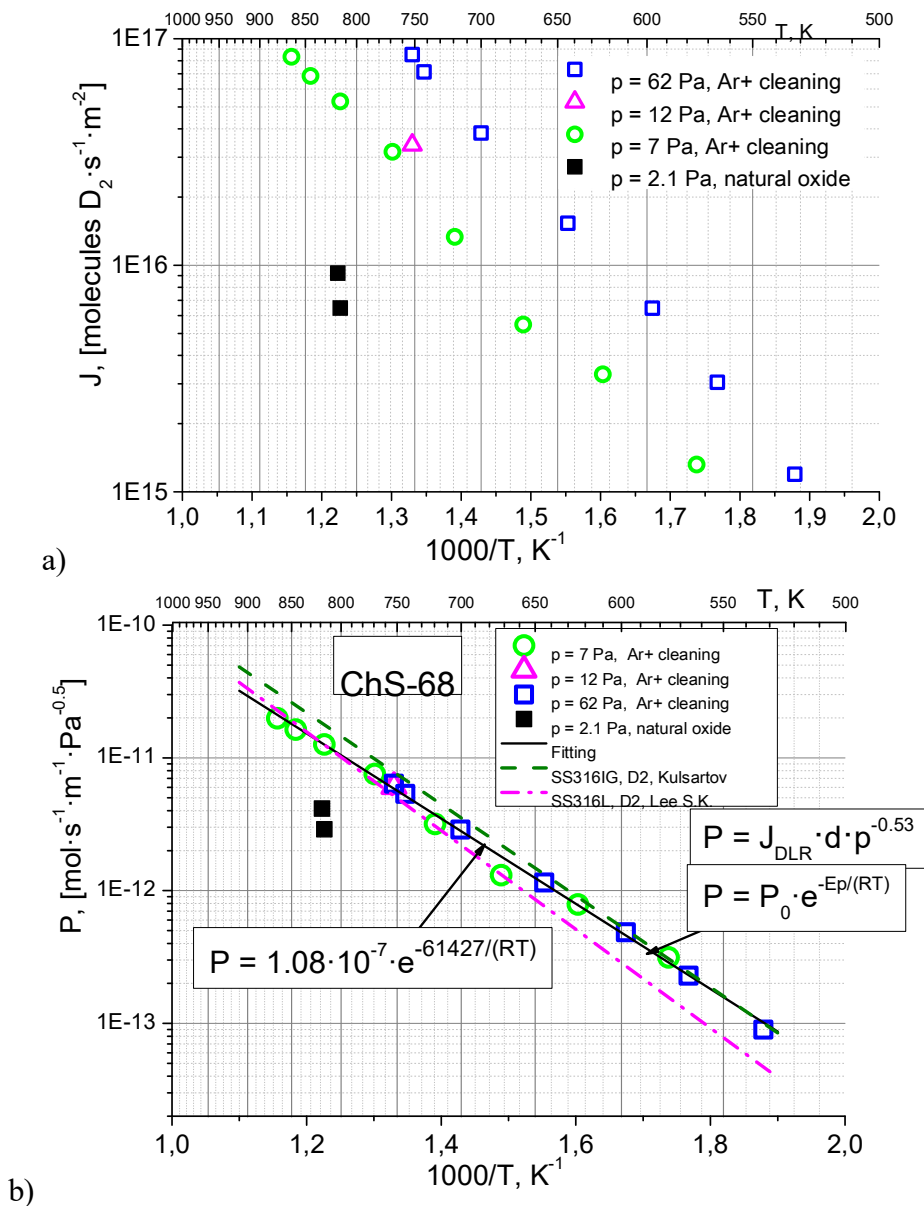 1000 950 900 850 800 750 700 650 600 550 T, K 500
1E17
1E16
1E15
J, [molecules D₂·s⁻¹·m⁻²]
p = 62 Pa, Ar+ cleaning
p = 12 Pa, Ar+ cleaning
p = 7 Pa, Ar+ cleaning
p = 2.1 Pa, natural oxide
1,0 1,1 1,2 1,3 1,4 1,5 1,6 1,7 1,8 1,9 2,0
1000/T, K⁻¹
a)
1000 950 900 850 800 750 700 650 600 550 T, K 500
1E-10
1E-11
1E-12
1E-13
P, [mol·s⁻¹·m⁻¹·Pa⁻⁰·⁵]
ChS-68
p = 7 Pa, Ar+ cleaning
p = 12 Pa, Ar+ cleaning
p = 62 Pa, Ar+ cleaning
p = 2.1 Pa, natural oxide
Fitting
SS316IG, D2, Kulsartov
SS316L, D2, Lee S.K.
P = J_DLR·d·p^-0.53
P = P₀·e^-Ep/(RT)
P = 1.08·10⁻⁷·e^-61427/(RT)
1,0 1,2 1,4 1,6 1,8 2,0
1000/T, K⁻¹
b)